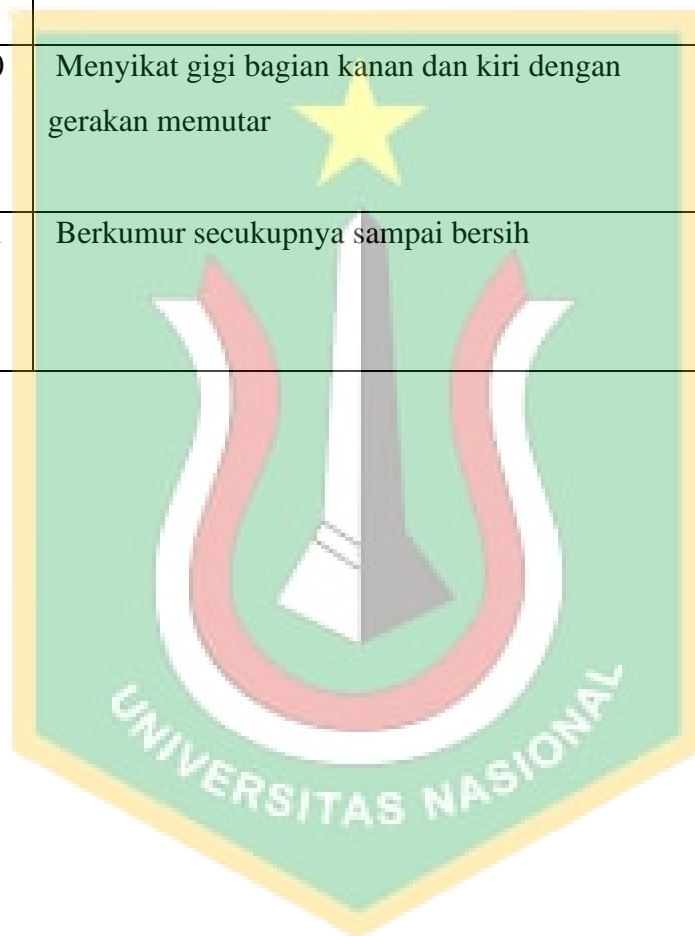 Menyikat gigi bagian kanan dan kiri dengan
gerakan memutar
Berkumur secukupnya sampai bersih
UNIVERSITAS NASIONAL